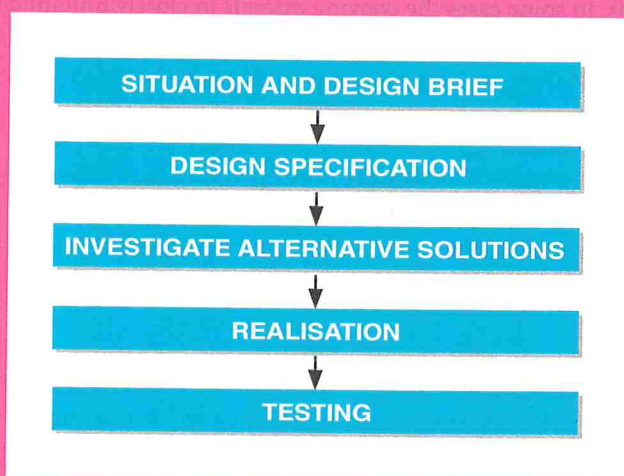 SITUATION AND DESIGN BRIEF
DESIGN SPECIFICATION
INVESTIGATE ALTERNATIVE SOLUTIONS
REALISATION
TESTING